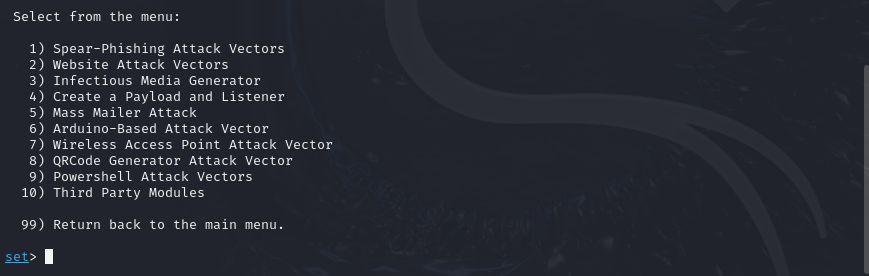 Select from the menu:
1) Spear-Phishing Attack Vectors
2) Website Attack Vectors
3) Infectious Media Generator
4) Create a Payload and Listener
5) Mass Mailer Attack
6) Arduino-Based Attack Vector
7) Wireless Access Point Attack Vector
8) QRCode Generator Attack Vector
9) Powershell Attack Vectors
10) Third Party Modules
99) Return back to the main menu.
set>